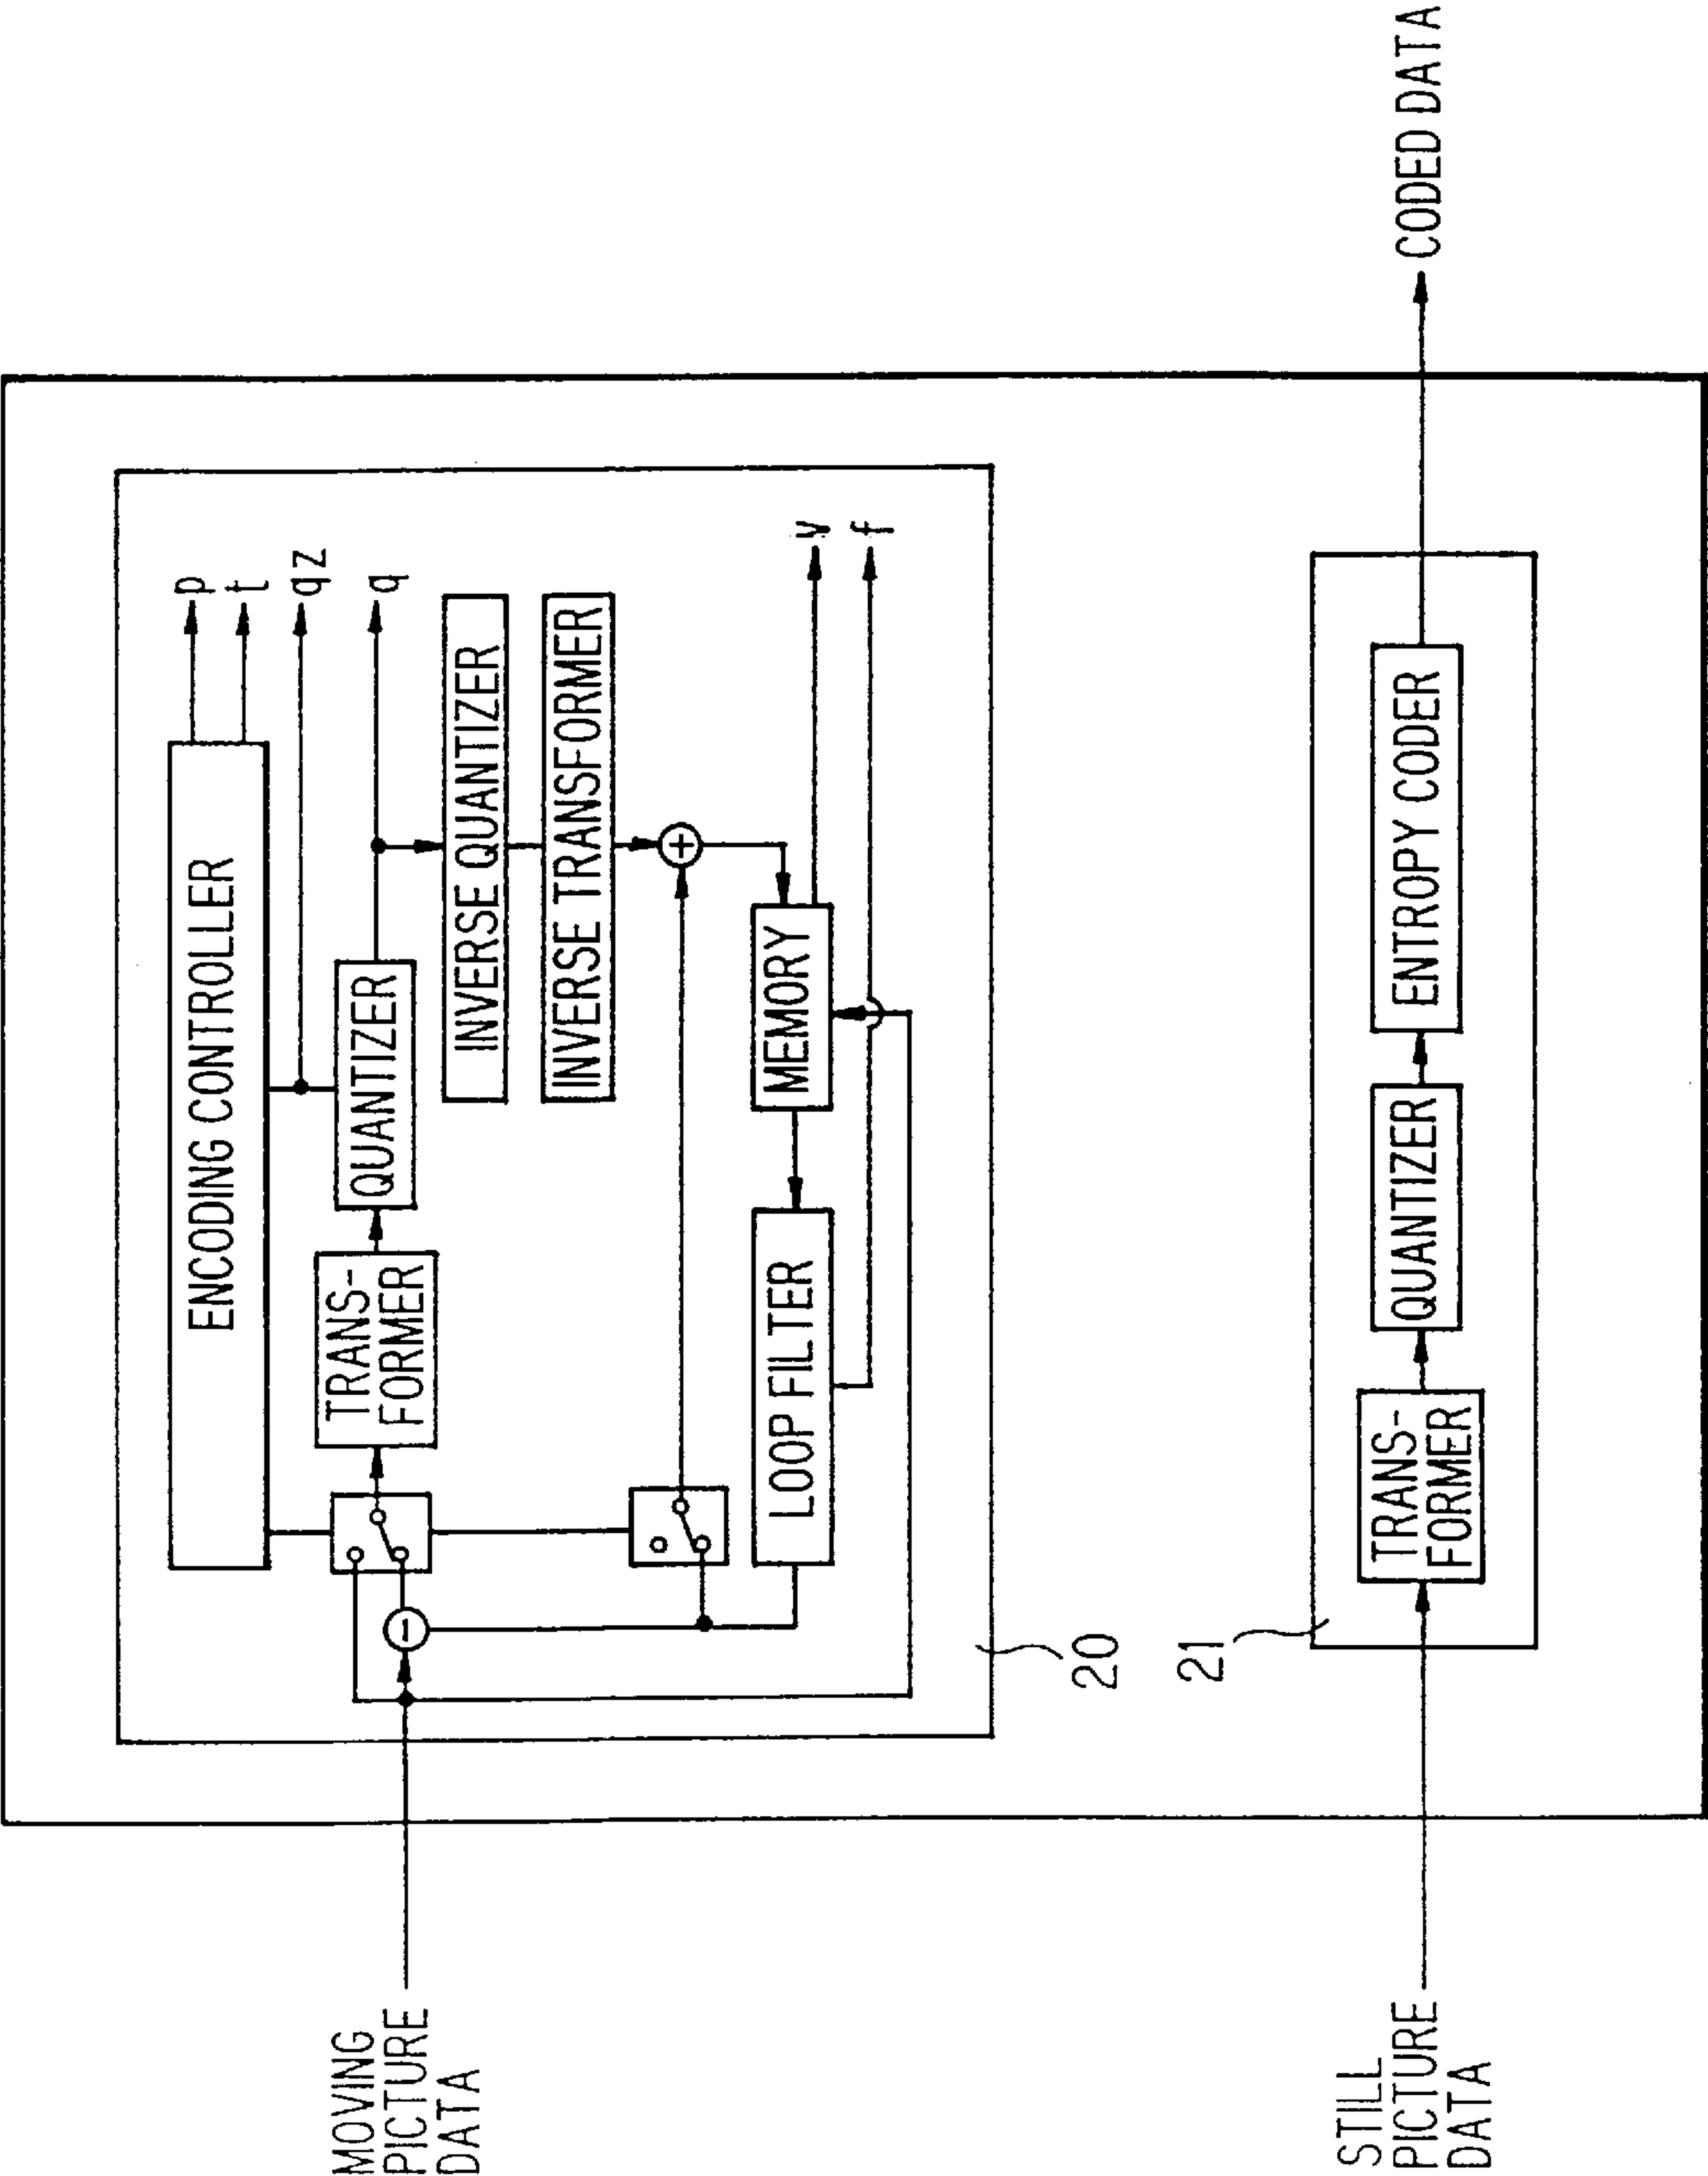 MOVING
PICTURE
DATA
ENCODING CONTROLLER
p
t
qz
q
TRANS-
FORMER
QUANTIZER
INVERSE QUANTIZER
INVERSE TRANSFORMER
+
−
LOOP FILTER
MEMORY
v
f
20
STILL
PICTURE
DATA
21
TRANS-
FORMER
QUANTIZER
ENTROPY CODER
CODED DATA